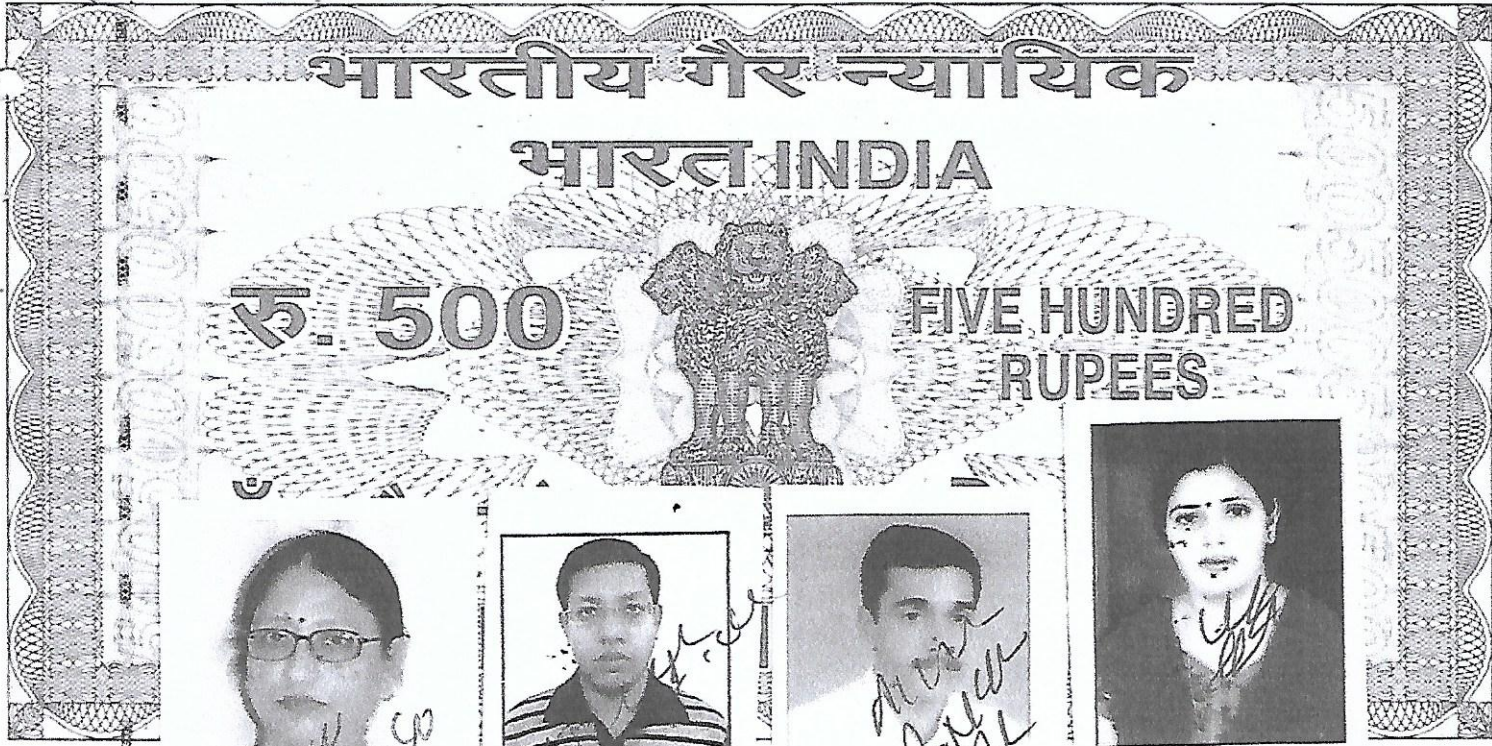 भारतीय गैर न्यायिक
भारत INDIA
रु. 500
FIVE HUNDRED
RUPEES